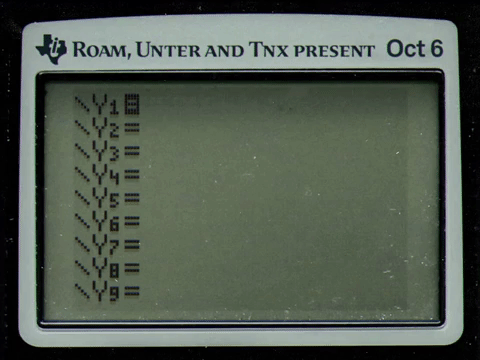 ROAM, UNTER AND TNX PRESENT Oct 6
\Y1=
\Y2=
\Y3=
\Y4=
\Y5=
\Y6=
\Y7=
\Y8=
\Y9=